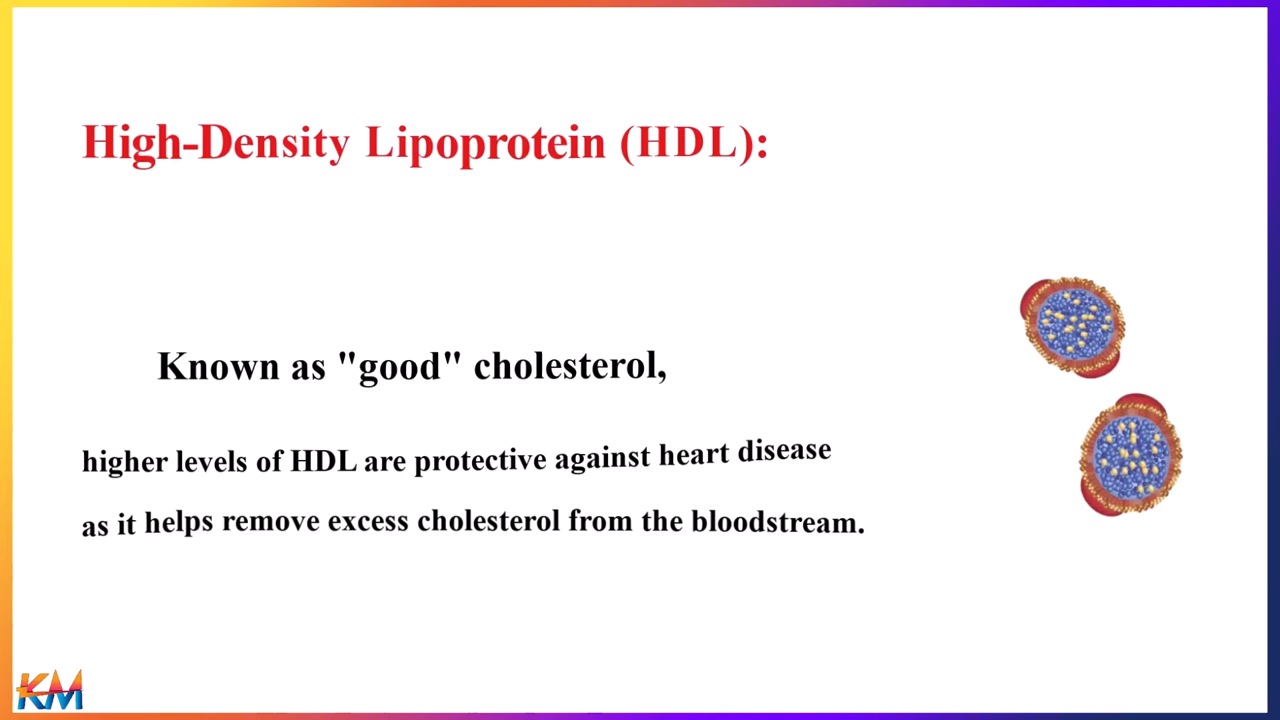 High-Density Lipoprotein (HDL):
Known as "good" cholesterol,
higher levels of HDL are protective against heart disease
as it helps remove excess cholesterol from the bloodstream.
KM